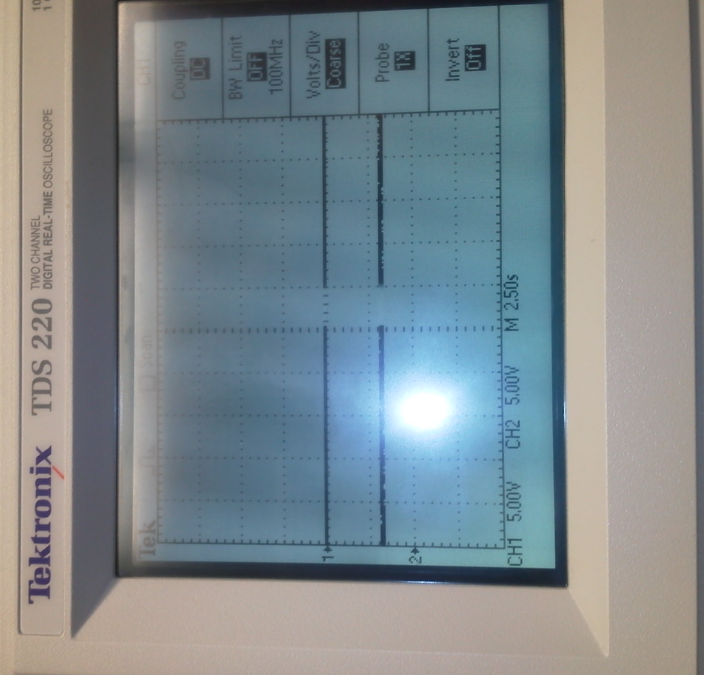 Tektronix TDS 220 TWO CHANNEL
DIGITAL REAL-TIME OSCILLOSCOPE
Tek
CH1
Coupling
DC
BW Limit
OFF
100MHz
Volts/Div
Coarse
Probe
1X
Invert
Off
1
2
CH1 5.00V CH2 5.00V M 2.50s